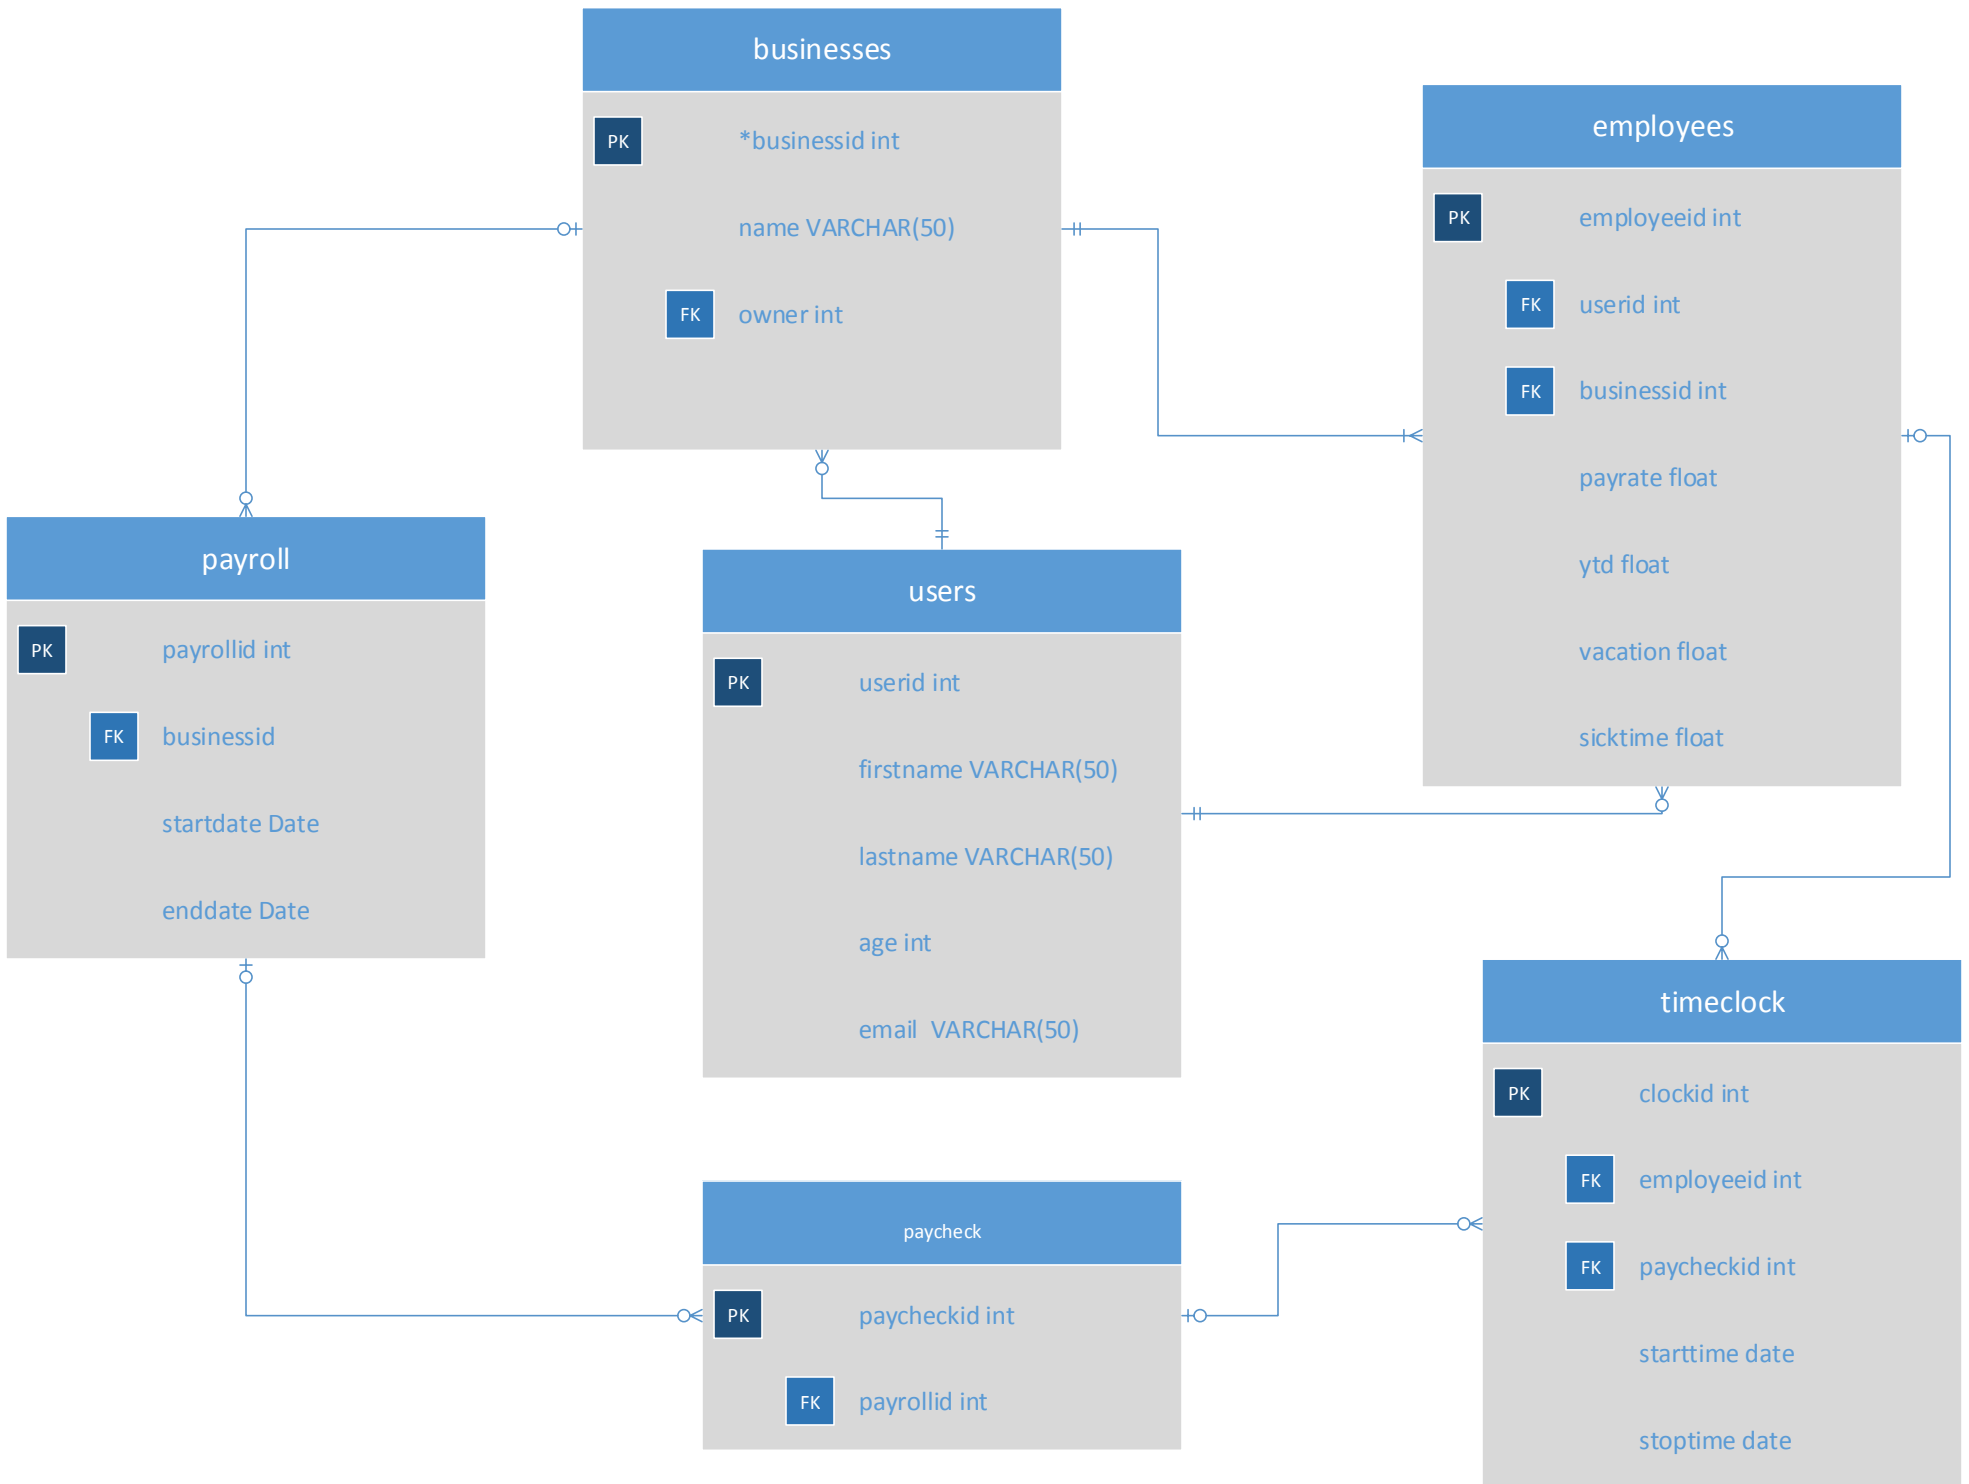 businesses
PK *businessid int
name VARCHAR(50)
FK owner int
employees
PK employeeid int
FK userid int
FK businessid int
payrate float
ytd float
vacation float
sicktime float
payroll
PK payrollid int
FK businessid
startdate Date
enddate Date
users
PK userid int
firstname VARCHAR(50)
lastname VARCHAR(50)
age int
email  VARCHAR(50)
timeclock
PK clockid int
FK employeeid int
FK paycheckid int
starttime date
stoptime date
paycheck
PK paycheckid int
FK payrollid int